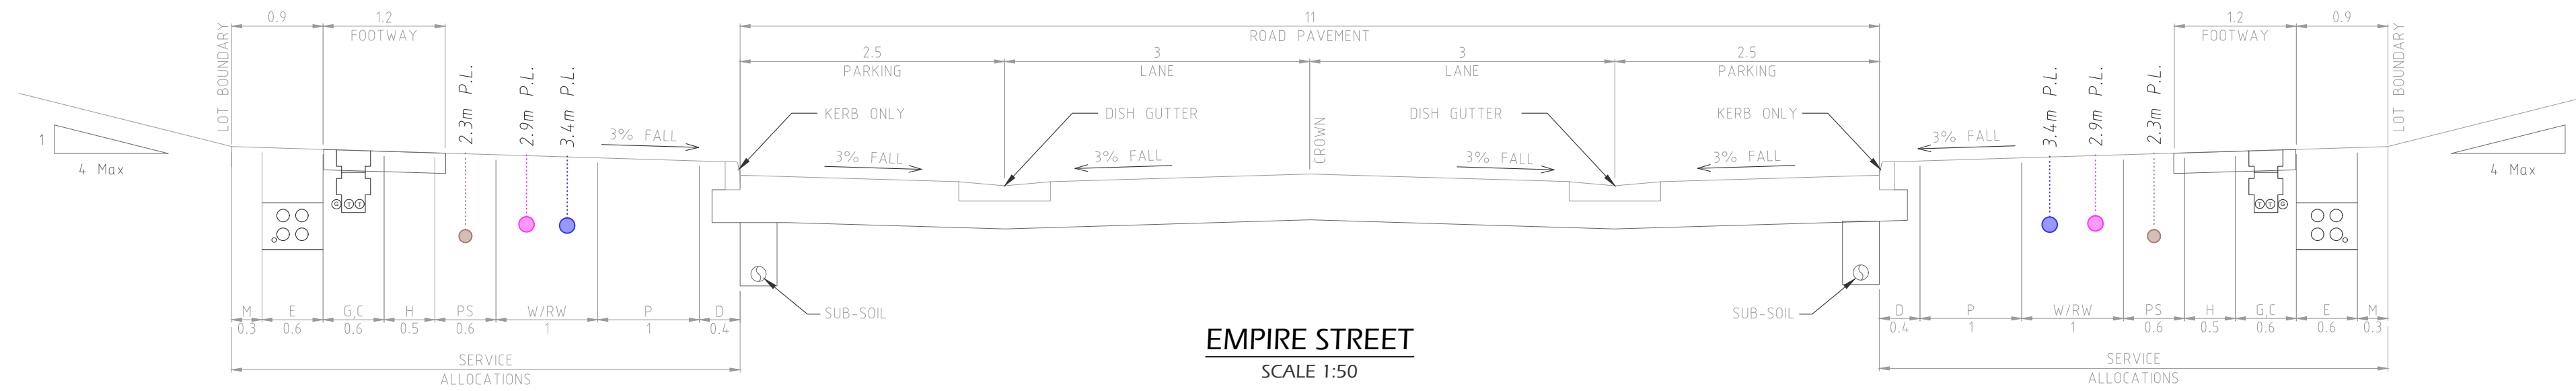 0.9
1.2
11
1.2
0.9
FOOTWAY
ROAD PAVEMENT
FOOTWAY
2.5
3
3
2.5
PARKING
LANE
LANE
PARKING
LOT BOUNDARY
2.3m P.L.
2.9m P.L.
3.4m P.L.
3.4m P.L.
2.9m P.L.
2.3m P.L.
LOT BOUNDARY
KERB ONLY
DISH GUTTER
DISH GUTTER
KERB ONLY
CROWN
1
3% FALL
3% FALL
3% FALL
3% FALL
3% FALL
3% FALL
1
4 Max
4 Max
G T T
T T G
SUB-SOIL
SUB-SOIL
M E G,C H PS W/RW P D
0.3 0.6 0.6 0.5 0.6 1 1 0.4
D P W/RW PS H G,C E M
0.4 1 1 0.6 0.5 0.6 0.6 0.3
SERVICE
ALLOCATIONS
SERVICE
ALLOCATIONS
EMPIRE STREET
SCALE 1:50